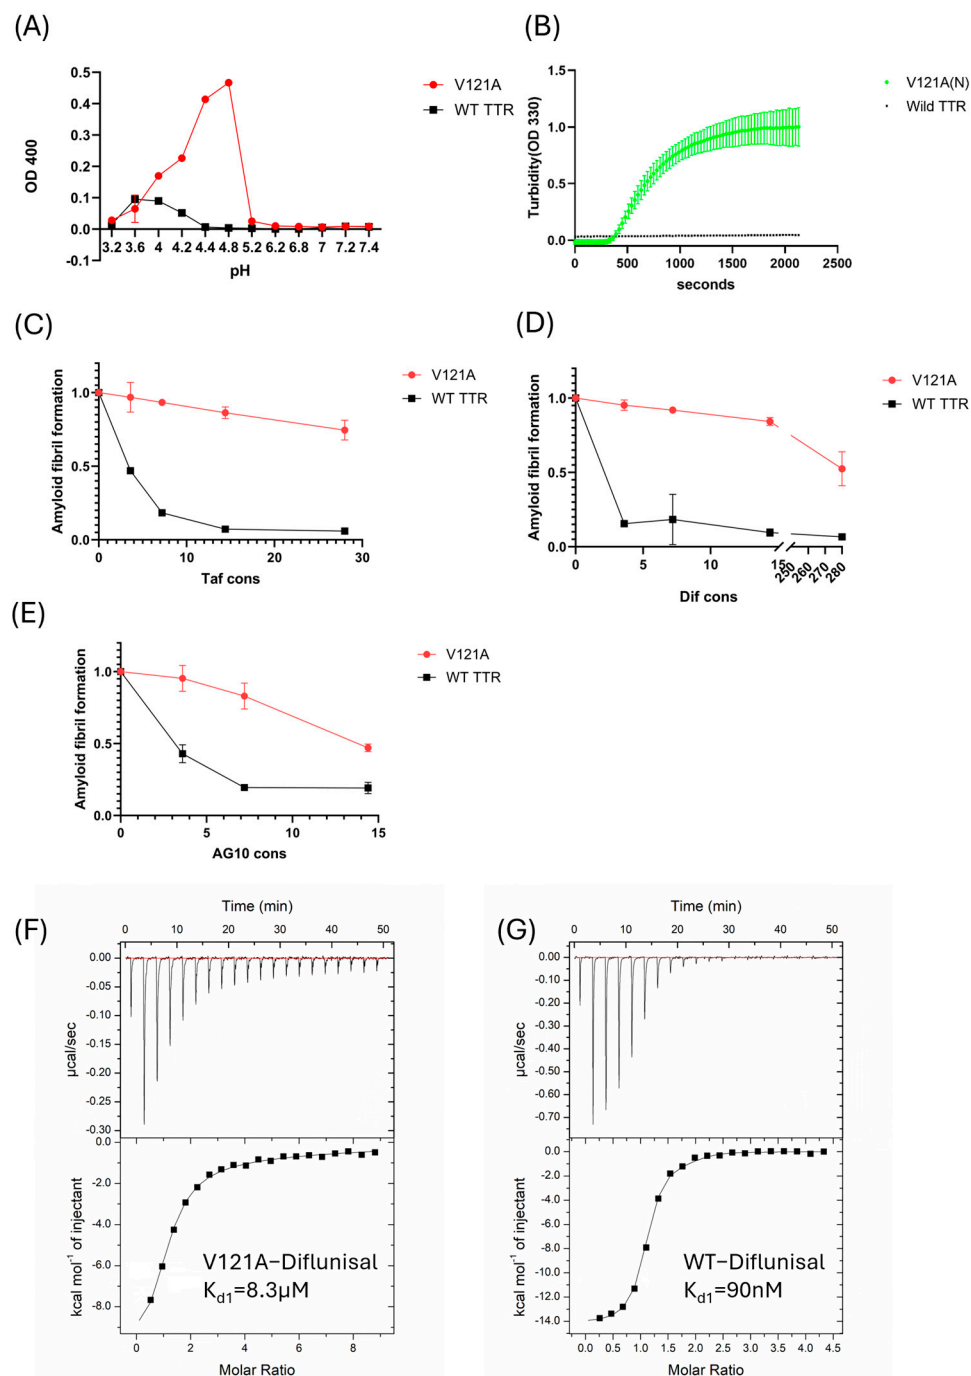 (A)
V121A
WT TTR
OD 400
0.5
0.4
0.3
0.2
0.1
0.0
-0.1
3.2 3.6 4 4.2 4.4 4.8 5.2 6.2 6.8 7 7.2 7.4
pH
(B)
V121A(N)
Wild TTR
Turbidity(OD 330)
1.5
1.0
0.5
0.0
0 500 1000 1500 2000 2500
seconds
(C)
V121A
WT TTR
Amyloid fibril formation
1.0
0.5
0.0
0 10 20 30
Taf cons
(D)
V121A
WT TTR
Amyloid fibril formation
1.0
0.5
0.0
0 5 10 15 250 260 270 280
Dif cons
(E)
V121A
WT TTR
Amyloid fibril formation
1.0
0.5
0.0
0 5 10 15
AG10 cons
(F)
Time (min)
0 10 20 30 40 50
µcal/sec
0.00
-0.05
-0.10
-0.15
-0.20
-0.25
-0.30
kcal mol⁻¹ of injectant
0.0
-2.0
-4.0
-6.0
-8.0
V121A–Diflunisal
Kd1=8.3µM
0 2 4 6 8
Molar Ratio
(G)
Time (min)
0 10 20 30 40 50
µcal/sec
0.00
-0.10
-0.20
-0.30
-0.40
-0.50
-0.60
-0.70
kcal mol⁻¹ of injectant
0.0
-2.0
-4.0
-6.0
-8.0
-10.0
-12.0
-14.0
WT–Diflunisal
Kd1=90nM
0.0 0.5 1.0 1.5 2.0 2.5 3.0 3.5 4.0 4.5
Molar Ratio